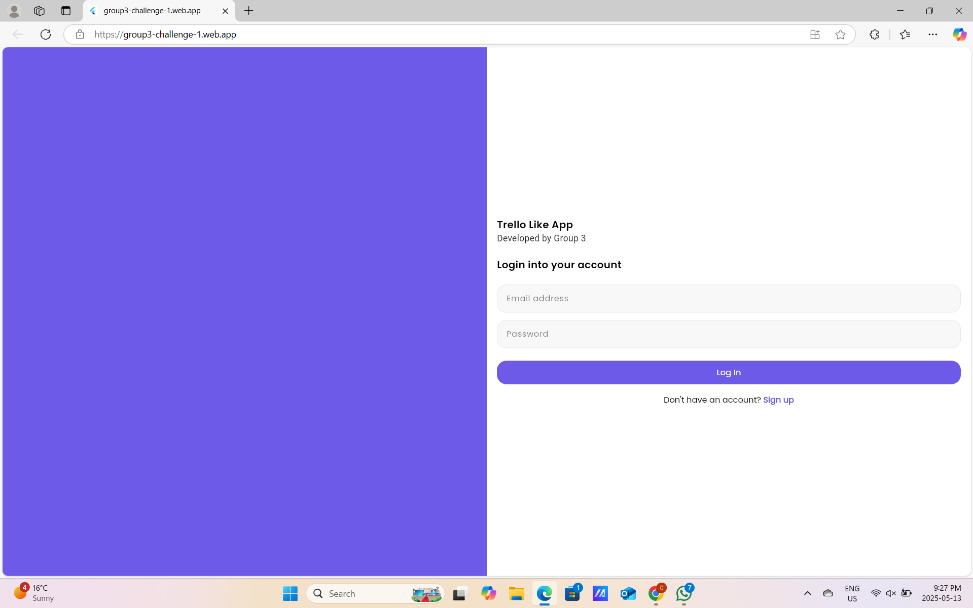 group3-challenge-1.web.app
https://group3-challenge-1.web.app
Trello Like App
Developed by Group 3
Login into your account
Email address
Password
Log In
Don't have an account? Sign up
4
16°C
Sunny
Search
1
7
ENG
US
9:27 PM
2025-05-13